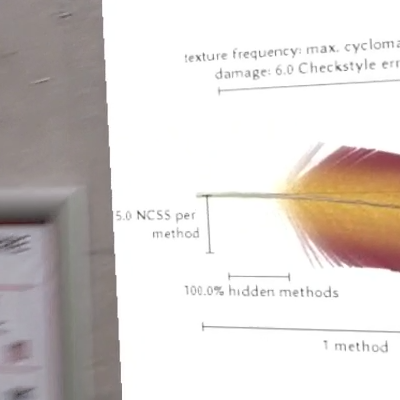 texture frequency: max. cycloma
damage: 6.0 Checkstyle err
5.0 NCSS per
method
100.0% hidden methods
1 method